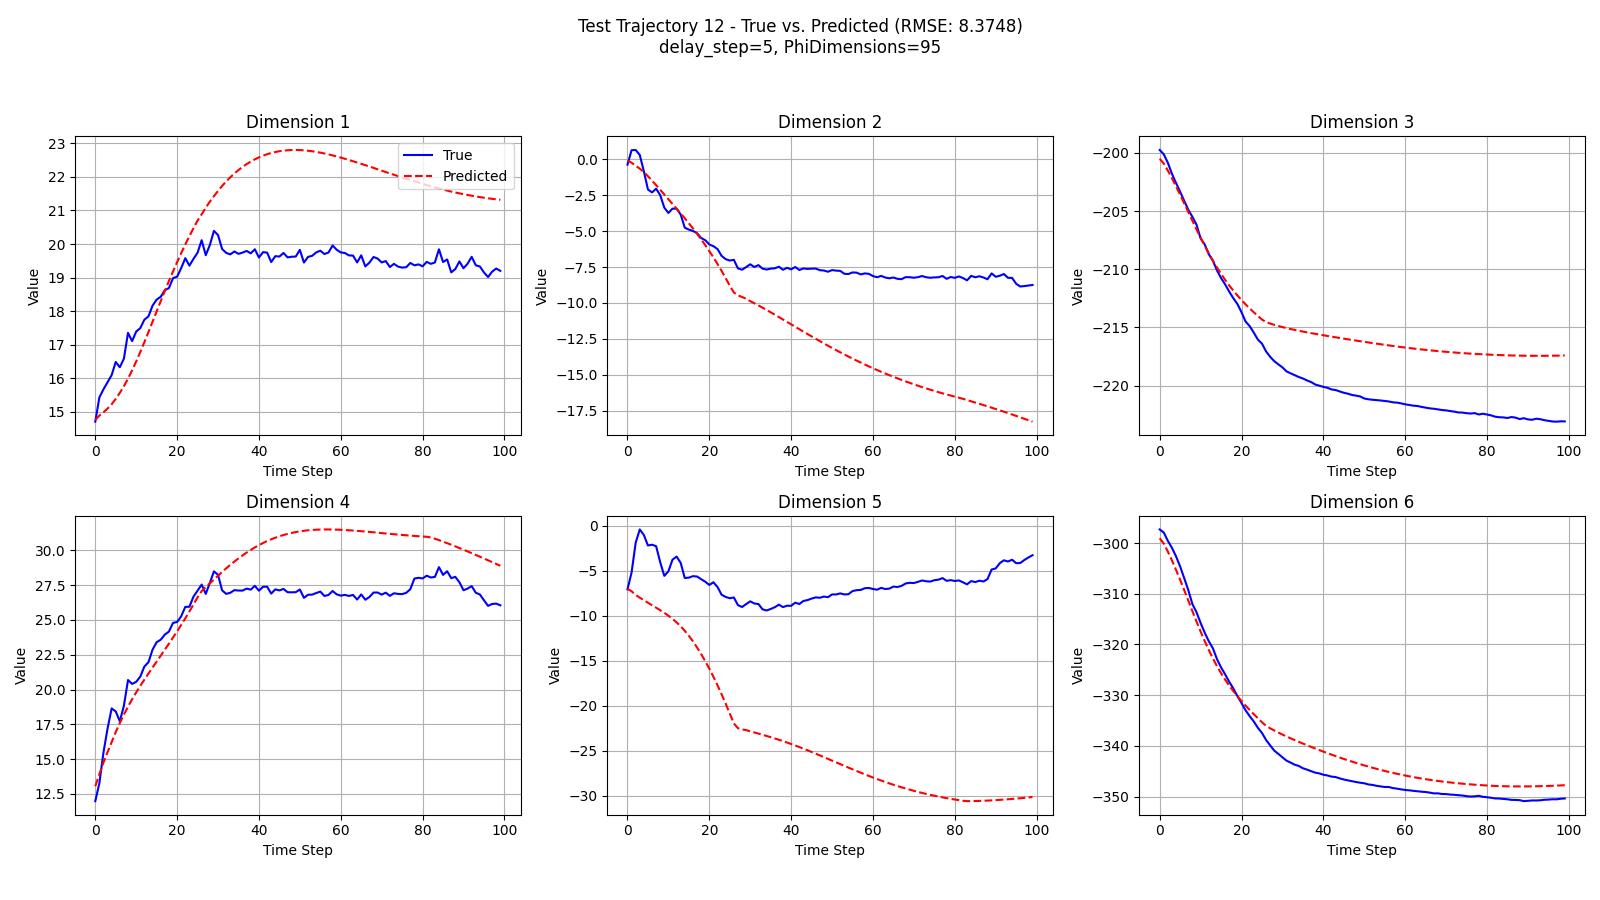 Test Trajectory 12 - True vs. Predicted (RMSE: 8.3748)
delay_step=5, PhiDimensions=95
Dimension 1
23
22
21
20
19
18
17
16
15
Value
0 20 40 60 80 100
Time Step
True
Predicted
Dimension 2
0.0
−2.5
−5.0
−7.5
−10.0
−12.5
−15.0
−17.5
Value
0 20 40 60 80 100
Time Step
Dimension 3
−200
−205
−210
−215
−220
Value
0 20 40 60 80 100
Time Step
Dimension 4
30.0
27.5
25.0
22.5
20.0
17.5
15.0
12.5
Value
0 20 40 60 80 100
Time Step
Dimension 5
0
−5
−10
−15
−20
−25
−30
Value
0 20 40 60 80 100
Time Step
Dimension 6
−300
−310
−320
−330
−340
−350
Value
0 20 40 60 80 100
Time Step